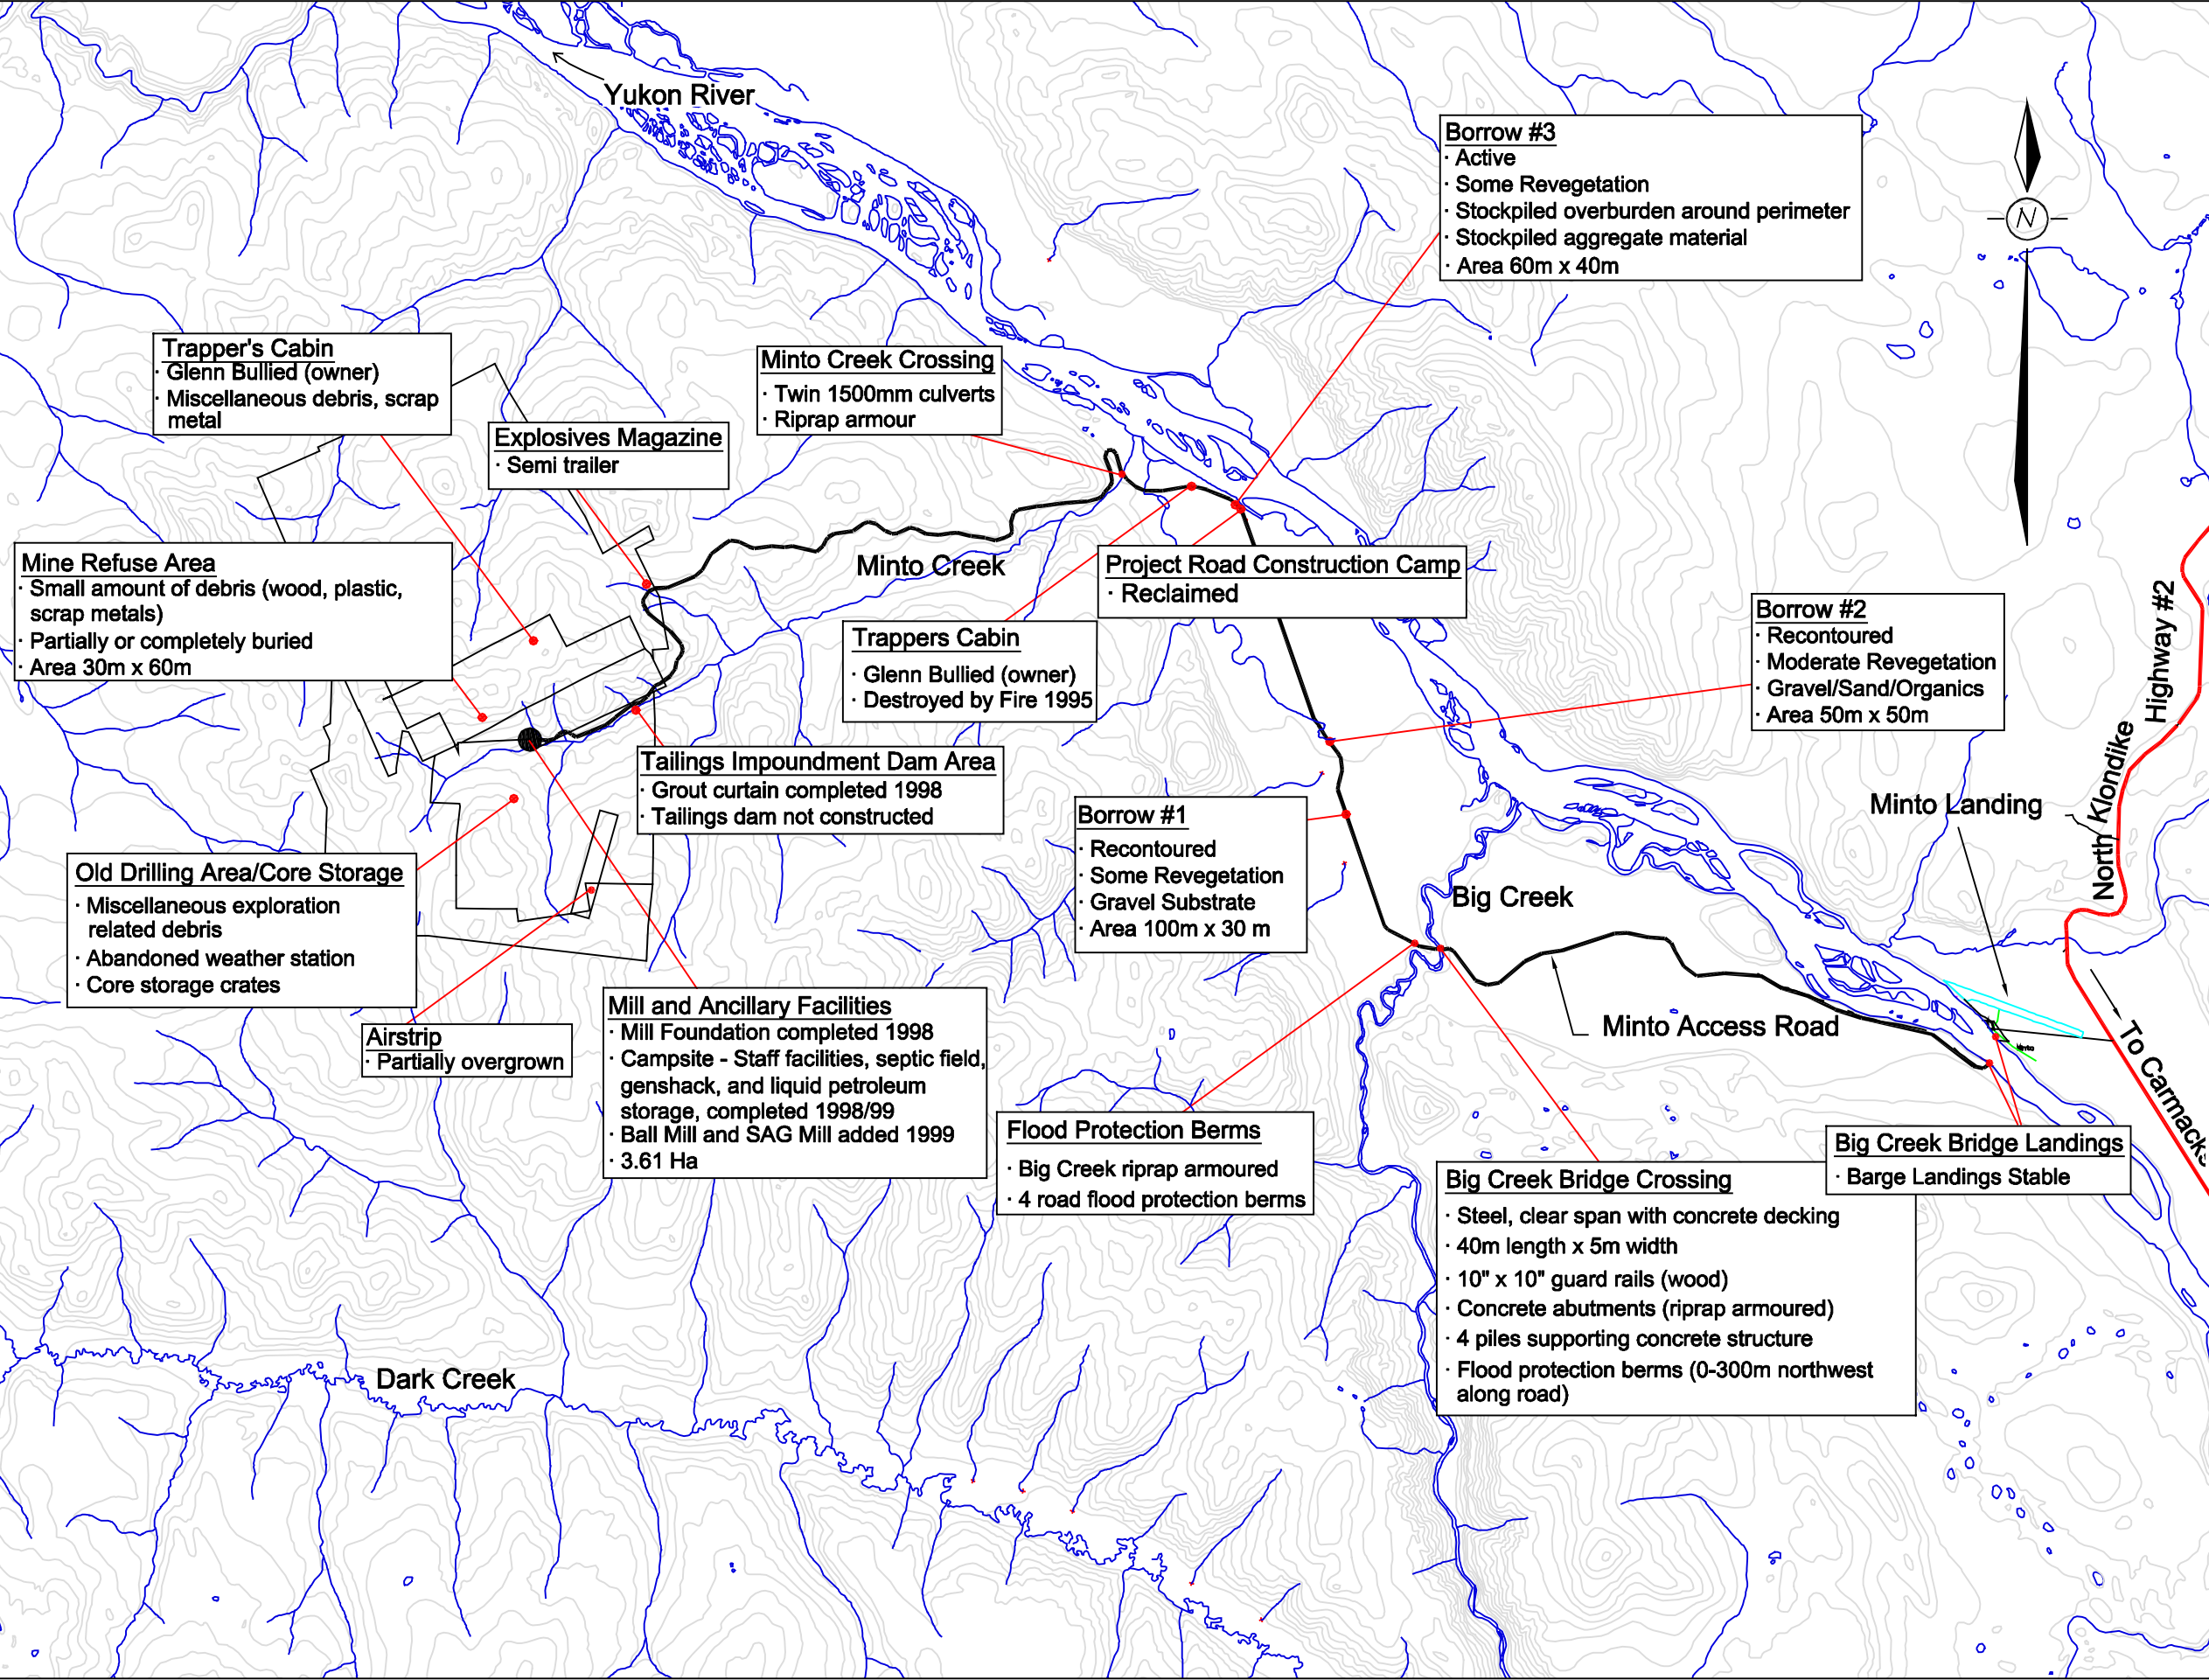 Yukon River
Borrow #3
· Active
· Some Revegetation
· Stockpiled overburden around perimeter
· Stockpiled aggregate material
· Area 60m x 40m
N
Trapper's Cabin
· Glenn Bullied (owner)
· Miscellaneous debris, scrap
metal
Minto Creek Crossing
· Twin 1500mm culverts
· Riprap armour
Explosives Magazine
· Semi trailer
Mine Refuse Area
· Small amount of debris (wood, plastic,
scrap metals)
· Partially or completely buried
· Area 30m x 60m
Minto Creek
Project Road Construction Camp
· Reclaimed
Trappers Cabin
· Glenn Bullied (owner)
· Destroyed by Fire 1995
Borrow #2
· Recontoured
· Moderate Revegetation
· Gravel/Sand/Organics
· Area 50m x 50m
North Klondike
Highway #2
Tailings Impoundment Dam Area
· Grout curtain completed 1998
· Tailings dam not constructed
Borrow #1
· Recontoured
· Some Revegetation
· Gravel Substrate
· Area 100m x 30 m
Minto Landing
Big Creek
Old Drilling Area/Core Storage
· Miscellaneous exploration
related debris
· Abandoned weather station
· Core storage crates
Airstrip
· Partially overgrown
Mill and Ancillary Facilities
· Mill Foundation completed 1998
· Campsite - Staff facilities, septic field,
genshack, and liquid petroleum
storage, completed 1998/99
· Ball Mill and SAG Mill added 1999
· 3.61 Ha
Minto Access Road
Minto
To Carmacks
Flood Protection Berms
· Big Creek riprap armoured
· 4 road flood protection berms
Big Creek Bridge Landings
· Barge Landings Stable
Big Creek Bridge Crossing
· Steel, clear span with concrete decking
· 40m length x 5m width
· 10" x 10" guard rails (wood)
· Concrete abutments (riprap armoured)
· 4 piles supporting concrete structure
· Flood protection berms (0-300m northwest
along road)
Dark Creek